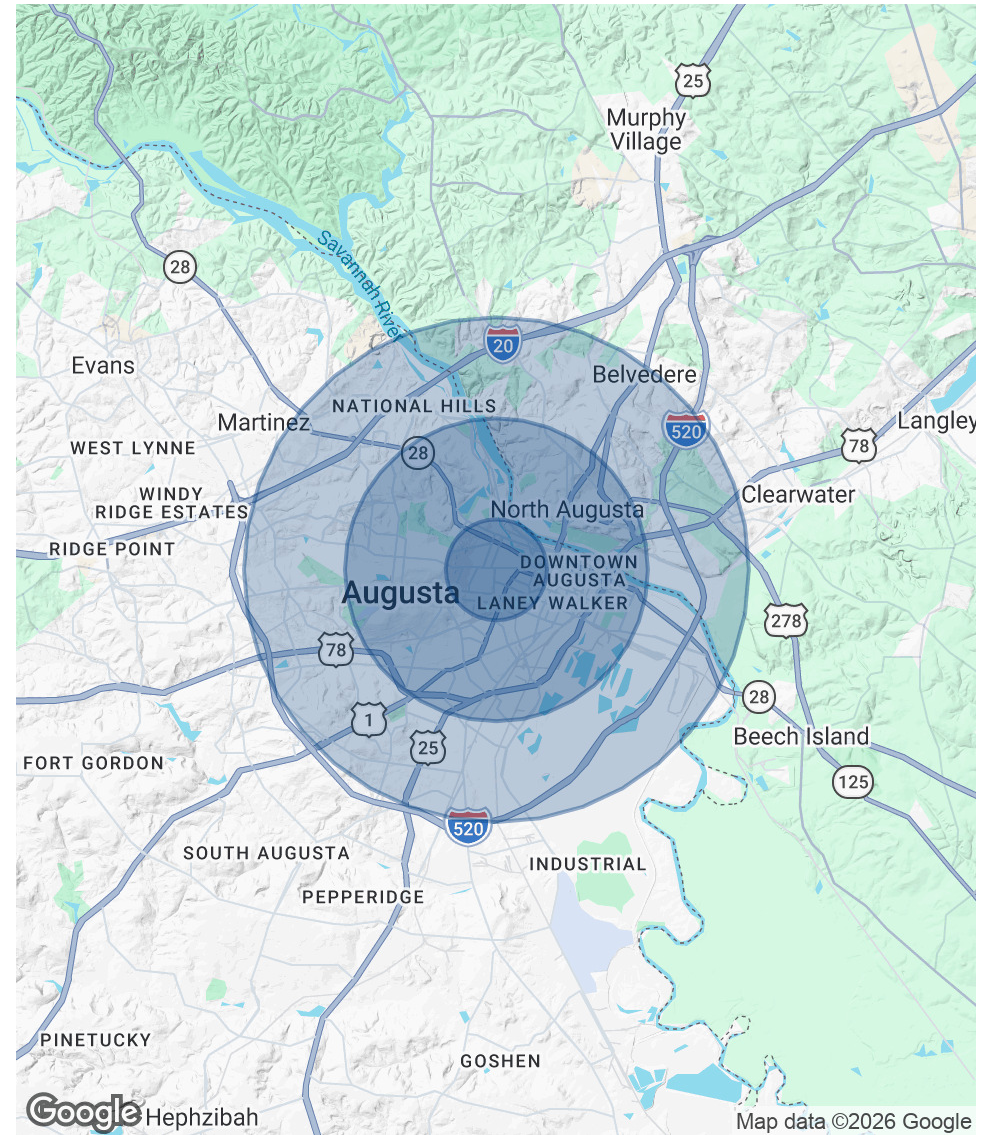 25
Murphy
Village
28
Savannah River
20
Evans
Belvedere
NATIONAL HILLS
Martinez
520
Langley
WEST LYNNE
28
78
WINDY
RIDGE ESTATES
Clearwater
North Augusta
RIDGE POINT
DOWNTOWN
AUGUSTA
Augusta
LANEY WALKER
278
78
28
1
25
Beech Island
FORT GORDON
125
520
SOUTH AUGUSTA
INDUSTRIAL
PEPPERIDGE
PINETUCKY
GOSHEN
Google
Hephzibah
Map data ©2026 Google